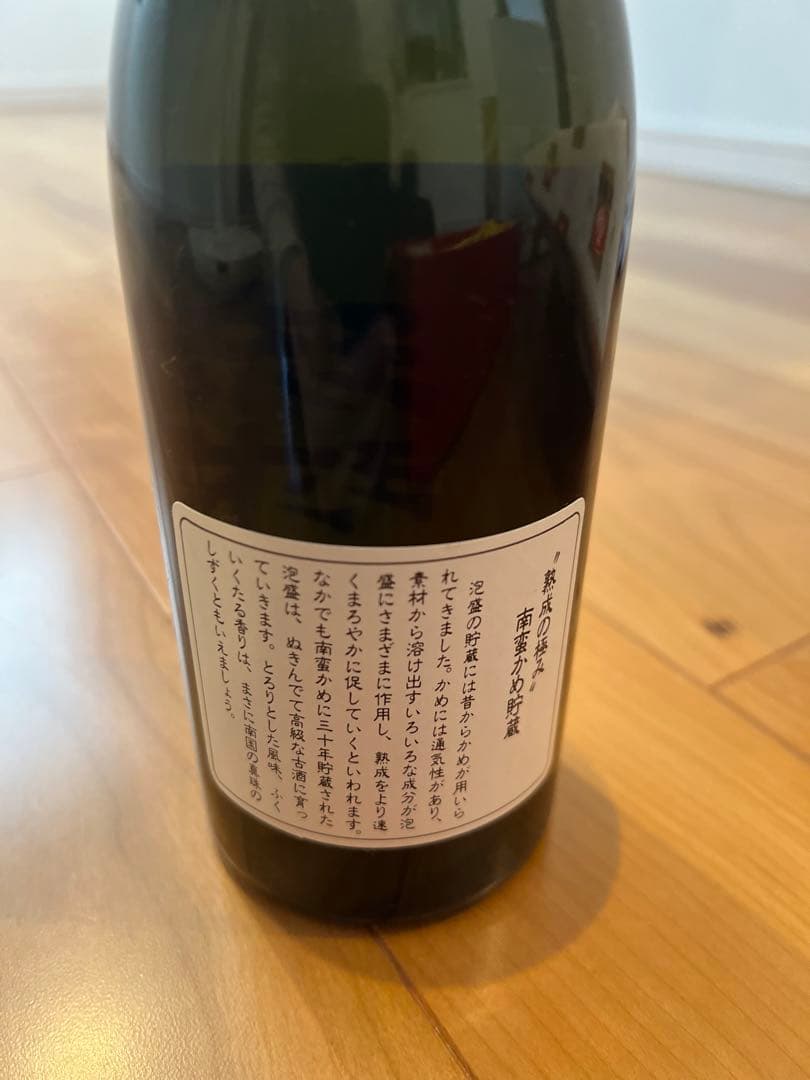 "熟成の極み"
南蛮かめ貯蔵
泡盛の貯蔵には昔からかめが用いら
れてきました。かめには通気性があり、
素材から溶け出すいろいろな成分が泡
盛にさまざまに作用し、熟成をより速
くまろやかに促していくといわれます。
なかでも南蛮かめに三十年貯蔵された
泡盛は、ぬきんでて高級な古酒に育っ
ていきます。とろりとした風味、ふく
いくたる香りは、まさに南国の真珠の
しずくともいえましょう。